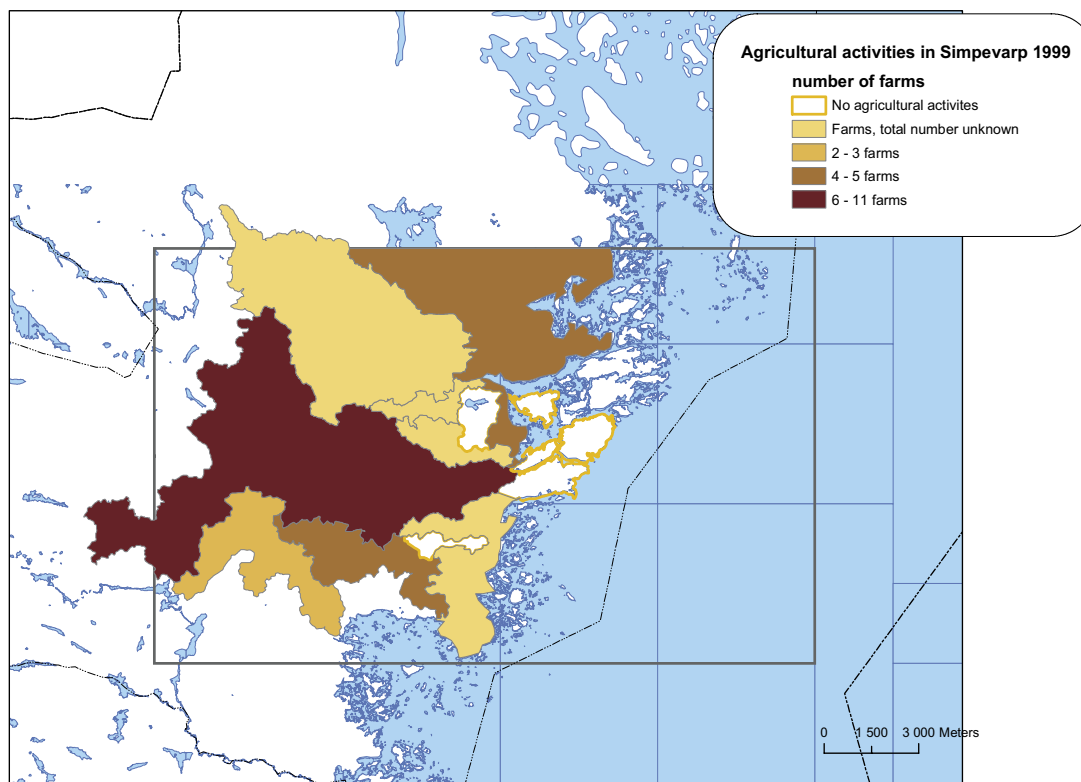 Agricultural activities in Simpevarp 1999
number of farms
No agricultural activites
Farms, total number unknown
2 - 3 farms
4 - 5 farms
6 - 11 farms
0 1 500 3 000 Meters